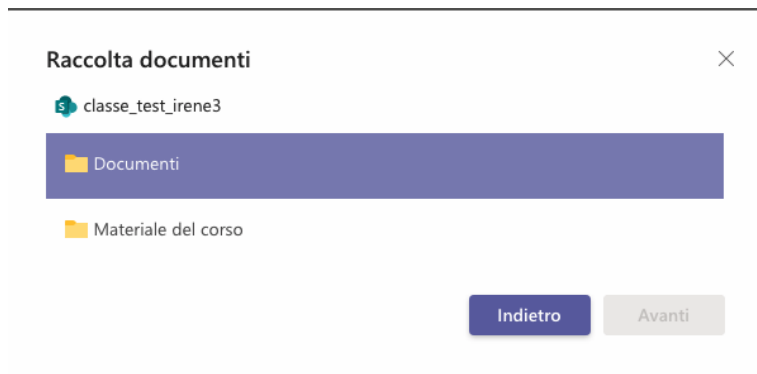 Raccolta documenti
classe_test_irene3
Documenti
Materiale del corso
Indietro Avanti